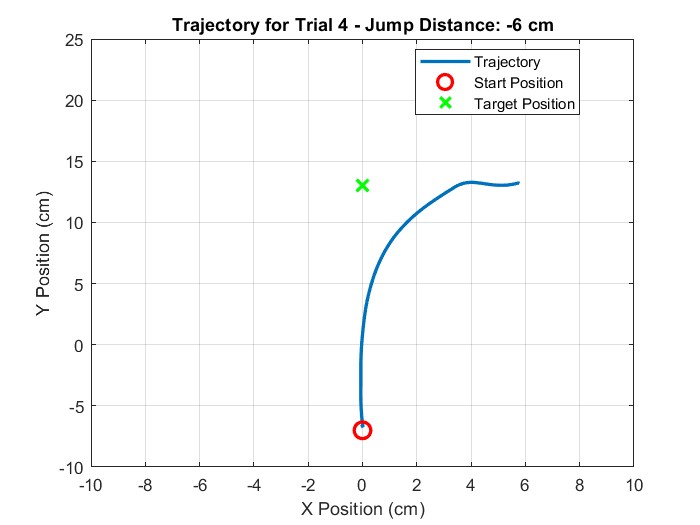 Trajectory for Trial 4 - Jump Distance: -6 cm
25
20
15
10
5
0
-5
-10
Y Position (cm)
Trajectory
Start Position
Target Position
-10 -8 -6 -4 -2 0 2 4 6 8 10
X Position (cm)